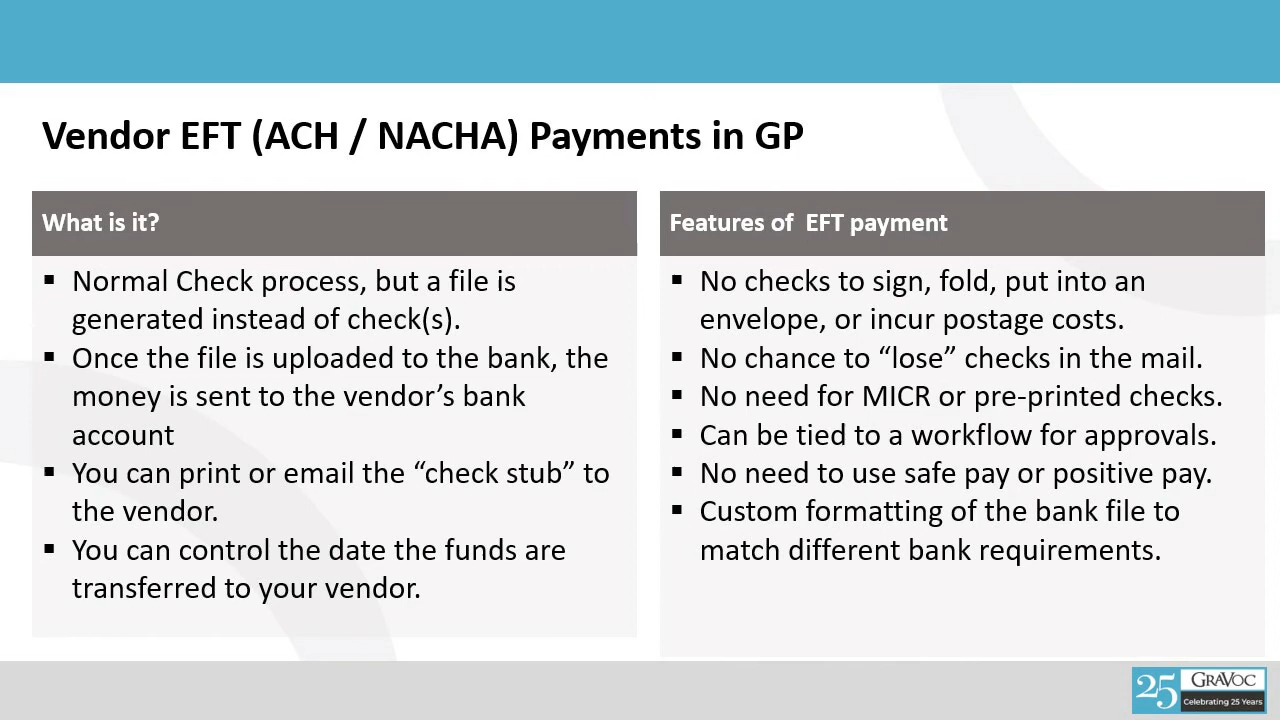 Vendor EFT (ACH / NACHA) Payments in GP
What is it?
▪ Normal Check process, but a file is
generated instead of check(s).
▪ Once the file is uploaded to the bank, the
money is sent to the vendor’s bank
account
▪ You can print or email the “check stub” to
the vendor.
▪ You can control the date the funds are
transferred to your vendor.
Features of  EFT payment
▪ No checks to sign, fold, put into an
envelope, or incur postage costs.
▪ No chance to “lose” checks in the mail.
▪ No need for MICR or pre-printed checks.
▪ Can be tied to a workflow for approvals.
▪ No need to use safe pay or positive pay.
▪ Custom formatting of the bank file to
match different bank requirements.
25 GRAVOC
Celebrating 25 Years